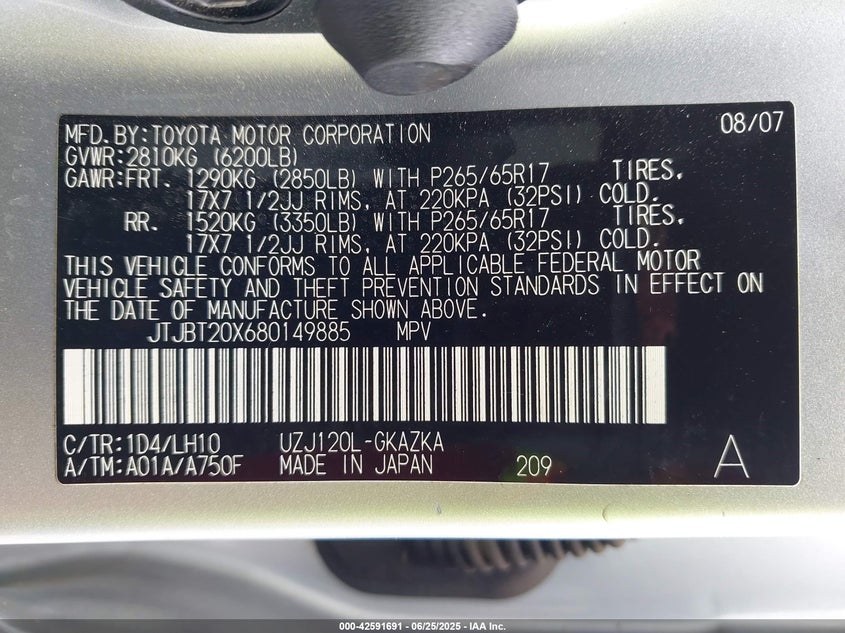 08/07
MFD.BY:TOYOTA MOTOR CORPORATION
GVWR:2810KG (6200LB)
GAWR:FRT. 1290KG (2850LB) WITH P265/65R17 TIRES,
17X7 1/2JJ RIMS, AT 220KPA (32PSI) COLD.
RR. 1520KG (3350LB) WITH P265/65R17 TIRES,
17X7 1/2JJ RIMS, AT 220KPA (32PSI) COLD.
THIS VEHICLE CONFORMS TO ALL APPLICABLE FEDERAL MOTOR
VEHICLE SAFETY AND THEFT PREVENTION STANDARDS IN EFFECT ON
THE DATE OF MANUFACTURE SHOWN ABOVE.
JTJBT20X680149885 MPV
C/TR:1D4/LH10 UZJ120L-GKAZKA
A/TM:A01A/A750F MADE IN JAPAN 209 A
000-42591691 - 06/25/2025 - IAA Inc.